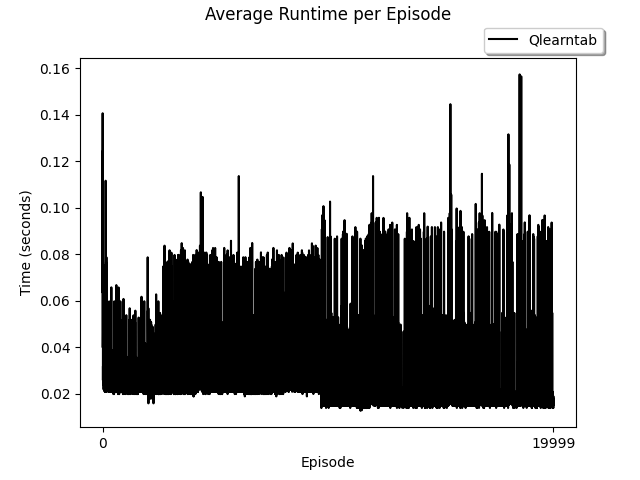 Average Runtime per Episode
Qlearntab
0.16
0.14
0.12
0.10
0.08
0.06
0.04
0.02
Time (seconds)
0
19999
Episode